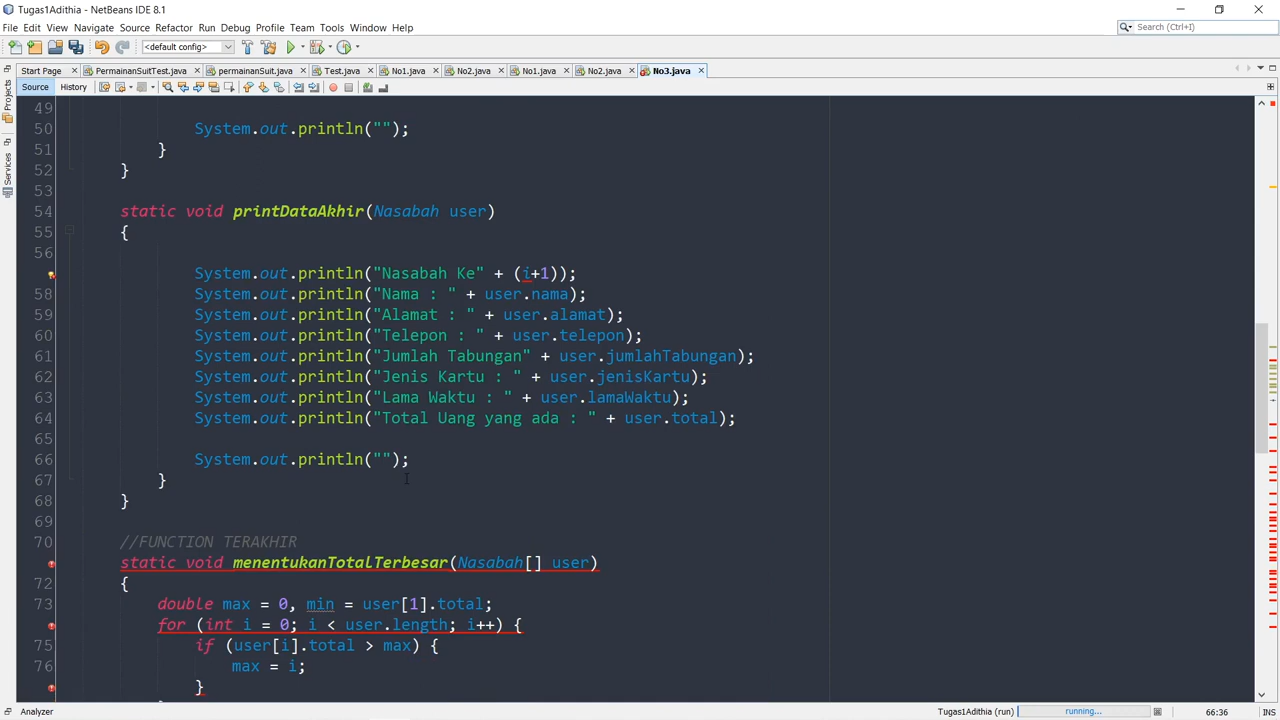 Tugas1Adithia - NetBeans IDE 8.1
File Edit View Navigate Source Refactor Run Debug Profile Team Tools Window Help
Search (Ctrl+I)
<default config>
Start Page PermainanSuitTest.java permainanSuit.java Test.java No1.java No2.java No1.java No2.java No3.java
Source History
Projects
Services
49
50 System.out.println("");
51 }
52 }
53
54 static void printDataAkhir(Nasabah user)
55 {
56
System.out.println("Nasabah Ke" + (i+1));
58 System.out.println("Nama : " + user.nama);
59 System.out.println("Alamat : " + user.alamat);
60 System.out.println("Telepon : " + user.telepon);
61 System.out.println("Jumlah Tabungan" + user.jumlahTabungan);
62 System.out.println("Jenis Kartu : " + user.jenisKartu);
63 System.out.println("Lama Waktu : " + user.lamaWaktu);
64 System.out.println("Total Uang yang ada : " + user.total);
65
66 System.out.println("");
67 }
68 }
69
70 //FUNCTION TERAKHIR
static void menentukanTotalTerbesar(Nasabah[] user)
72 {
73 double max = 0, min = user[1].total;
for (int i = 0; i < user.length; i++) {
75 if (user[i].total > max) {
76 max = i;
}
Analyzer Tugas1Adithia (run) running... 66:36 INS